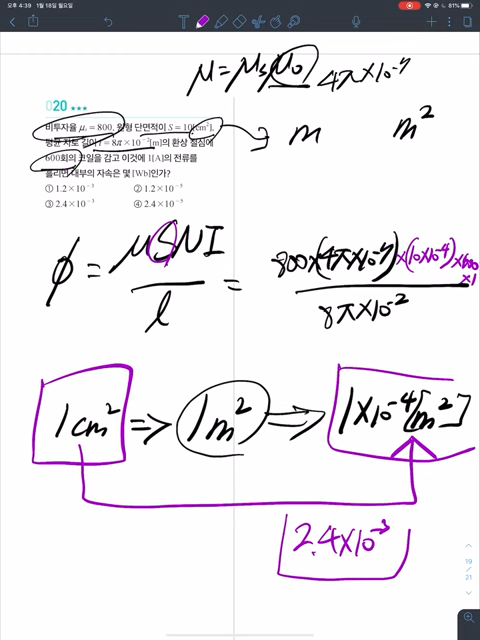 오후 4:39 1월 18일 월요일
81%
μ = μs μ0 4π×10⁻⁷
020 ★★★
비투자율 μs = 800, 원형 단면적이 S = 10[cm²],
평균 자로 길이 l = 8π × 10⁻²[m]의 환상 철심에
600회의 코일을 감고 이것에 1[A]의 전류를
흘리면 내부의 자속은 몇 [Wb]인가?
① 1.2×10⁻³ ② 1.2×10⁻⁵
③ 2.4×10⁻³ ④ 2.4×10⁻⁵
m m²
φ = μSNI / l = 800×(4π×10⁻⁷)×(10×10⁻⁴)×600×1 / 8π×10⁻²
1cm² ⇒ 1m² ⇒ 1×10⁻⁴[m²]
2.4×10⁻³
19
/
21